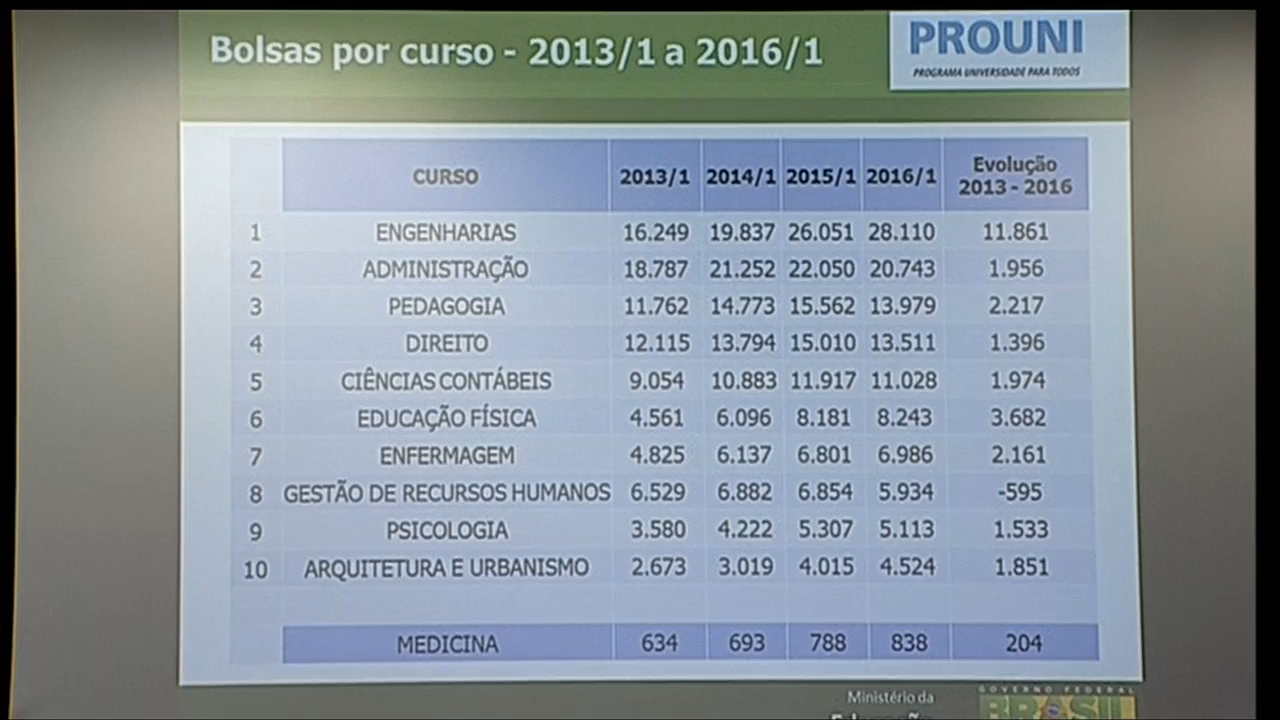 Bolsas por curso - 2013/1 a 2016/1
PROUNI
PROGRAMA UNIVERSIDADE PARA TODOS
CURSO 2013/1 2014/1 2015/1 2016/1 Evolução 2013 - 2016
1 ENGENHARIAS 16.249 19.837 26.051 28.110 11.861
2 ADMINISTRAÇÃO 18.787 21.252 22.050 20.743 1.956
3 PEDAGOGIA 11.762 14.773 15.562 13.979 2.217
4 DIREITO 12.115 13.794 15.010 13.511 1.396
5 CIÊNCIAS CONTÁBEIS 9.054 10.883 11.917 11.028 1.974
6 EDUCAÇÃO FÍSICA 4.561 6.096 8.181 8.243 3.682
7 ENFERMAGEM 4.825 6.137 6.801 6.986 2.161
8 GESTÃO DE RECURSOS HUMANOS 6.529 6.882 6.854 5.934 -595
9 PSICOLOGIA 3.580 4.222 5.307 5.113 1.533
10 ARQUITETURA E URBANISMO 2.673 3.019 4.015 4.524 1.851
MEDICINA 634 693 788 838 204
Ministério da
Educação
GOVERNO FEDERAL
BRASIL